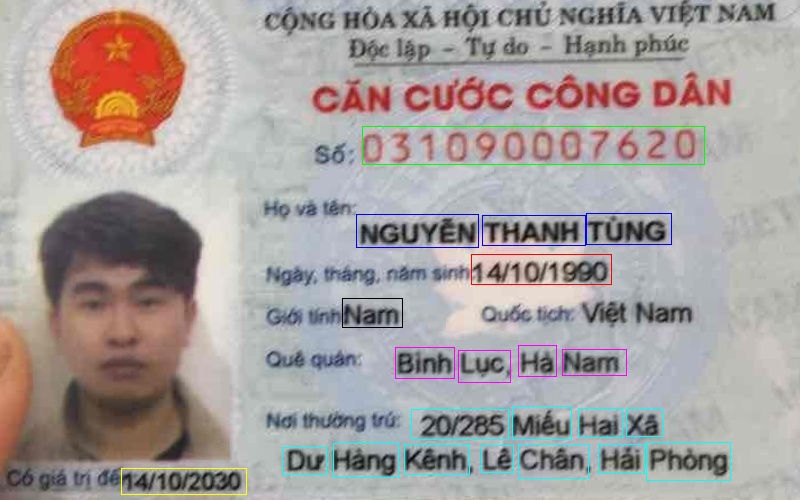 CỘNG HÒA XÃ HỘI CHỦ NGHĨA VIỆT NAM
Độc lập - Tự do - Hạnh phúc
CĂN CƯỚC CÔNG DÂN
Số: 031090007620
Họ và tên:
NGUYỄN THANH TÙNG
Ngày, tháng, năm sinh 14/10/1990
Giới tính Nam Quốc tịch: Việt Nam
Quê quán: Bình Lục, Hà Nam
Nơi thường trú: 20/285 Miếu Hai Xã
Dư Hàng Kênh, Lê Chân, Hải Phòng
Có giá trị đế 14/10/2030